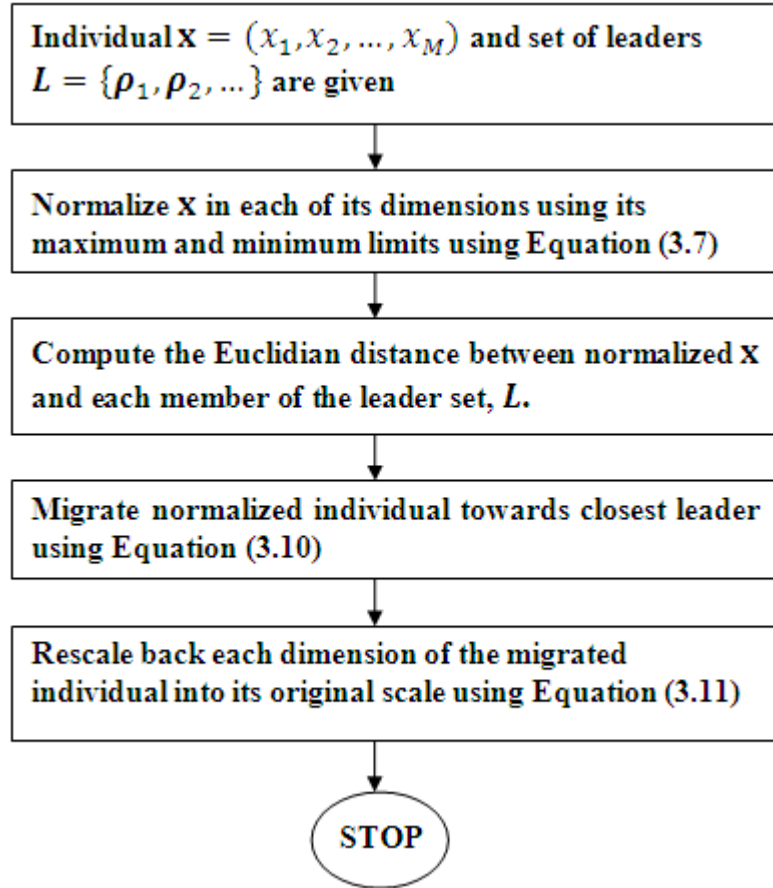 Individual 𝐱 = (x₁, x₂, …, x_M) and set of leaders
L = {ρ₁, ρ₂, …} are given
Normalize 𝐱 in each of its dimensions using its
maximum and minimum limits using Equation (3.7)
Compute the Euclidian distance between normalized 𝐱
and each member of the leader set, L.
Migrate normalized individual towards closest leader
using Equation (3.10)
Rescale back each dimension of the migrated
individual into its original scale using Equation (3.11)
STOP